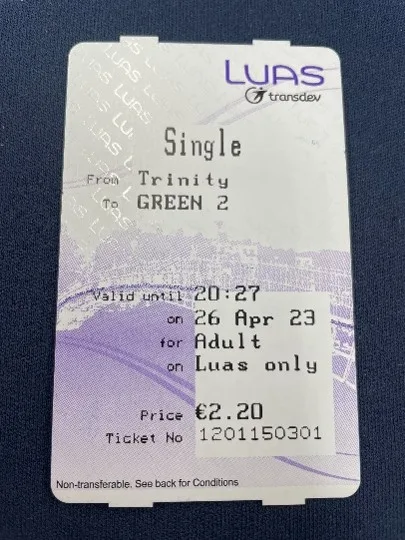 LUAS
transdev
Single
From Trinity
To GREEN 2
Valid until 20:27
on 26 Apr 23
for Adult
on Luas only
Price €2.20
Ticket No 1201150301
Non-transferable. See back for Conditions